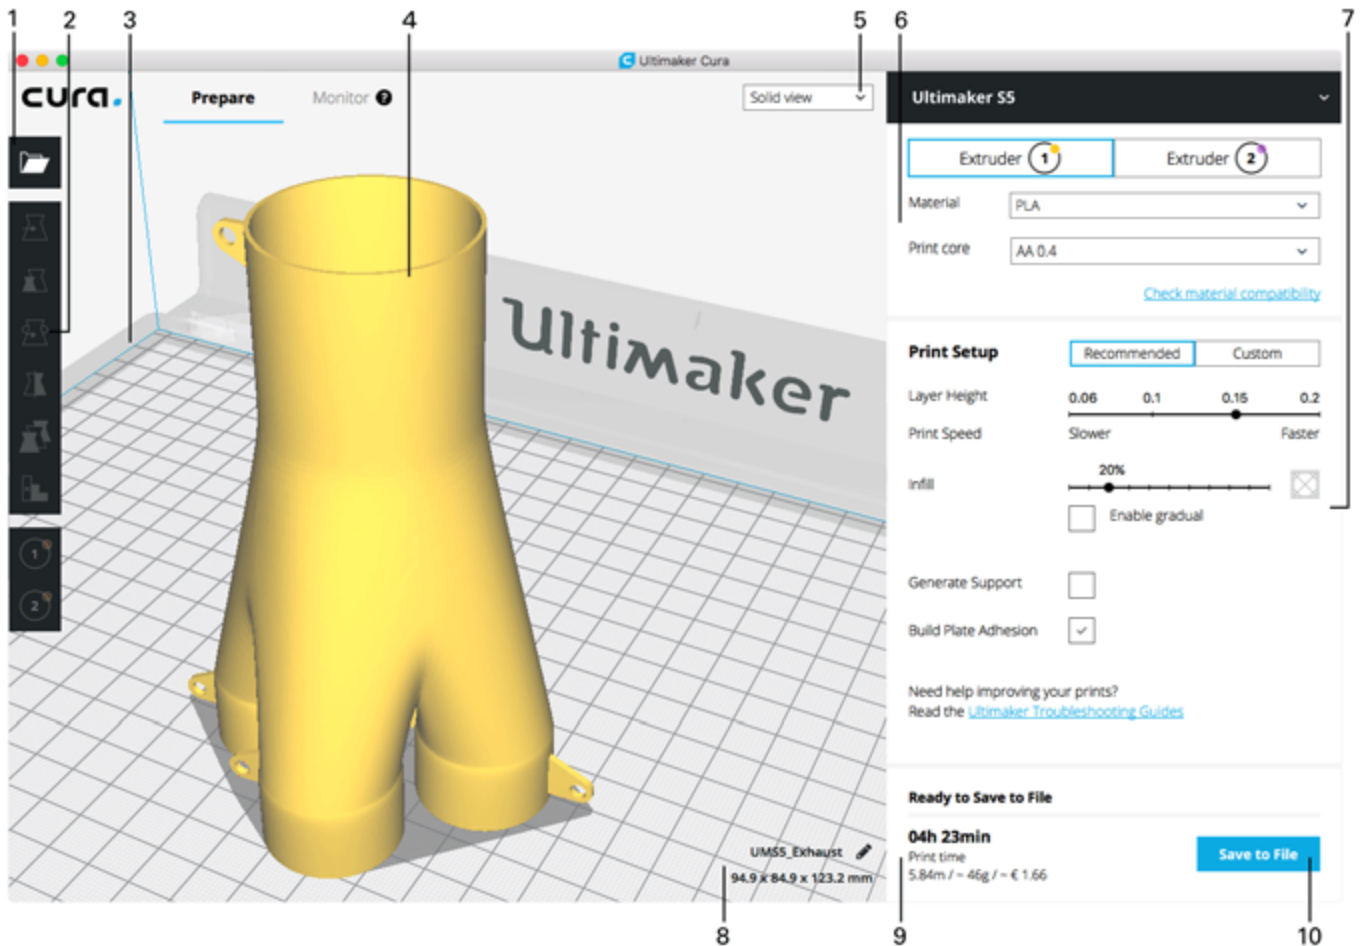 1 2 3 4 5 6 7
Ultimaker Cura
cura.
Prepare
Monitor ?
Solid view
Ultimaker S5
Extruder 1
Extruder 2
Material PLA
Print core AA 0.4
Check material compatibility
Ultimaker
Print Setup Recommended Custom
Layer Height 0.06 0.1 0.15 0.2
Print Speed Slower Faster
20%
Infill
Enable gradual
1
2
Generate Support
Build Plate Adhesion
Need help improving your prints?
Read the Ultimaker Troubleshooting Guides
Ready to Save to File
04h 23min
Print time
5.84m / ~ 46g / ~ € 1.66
Save to File
UMS5_Exhaust
94.9 x 84.9 x 123.2 mm
8 9 10